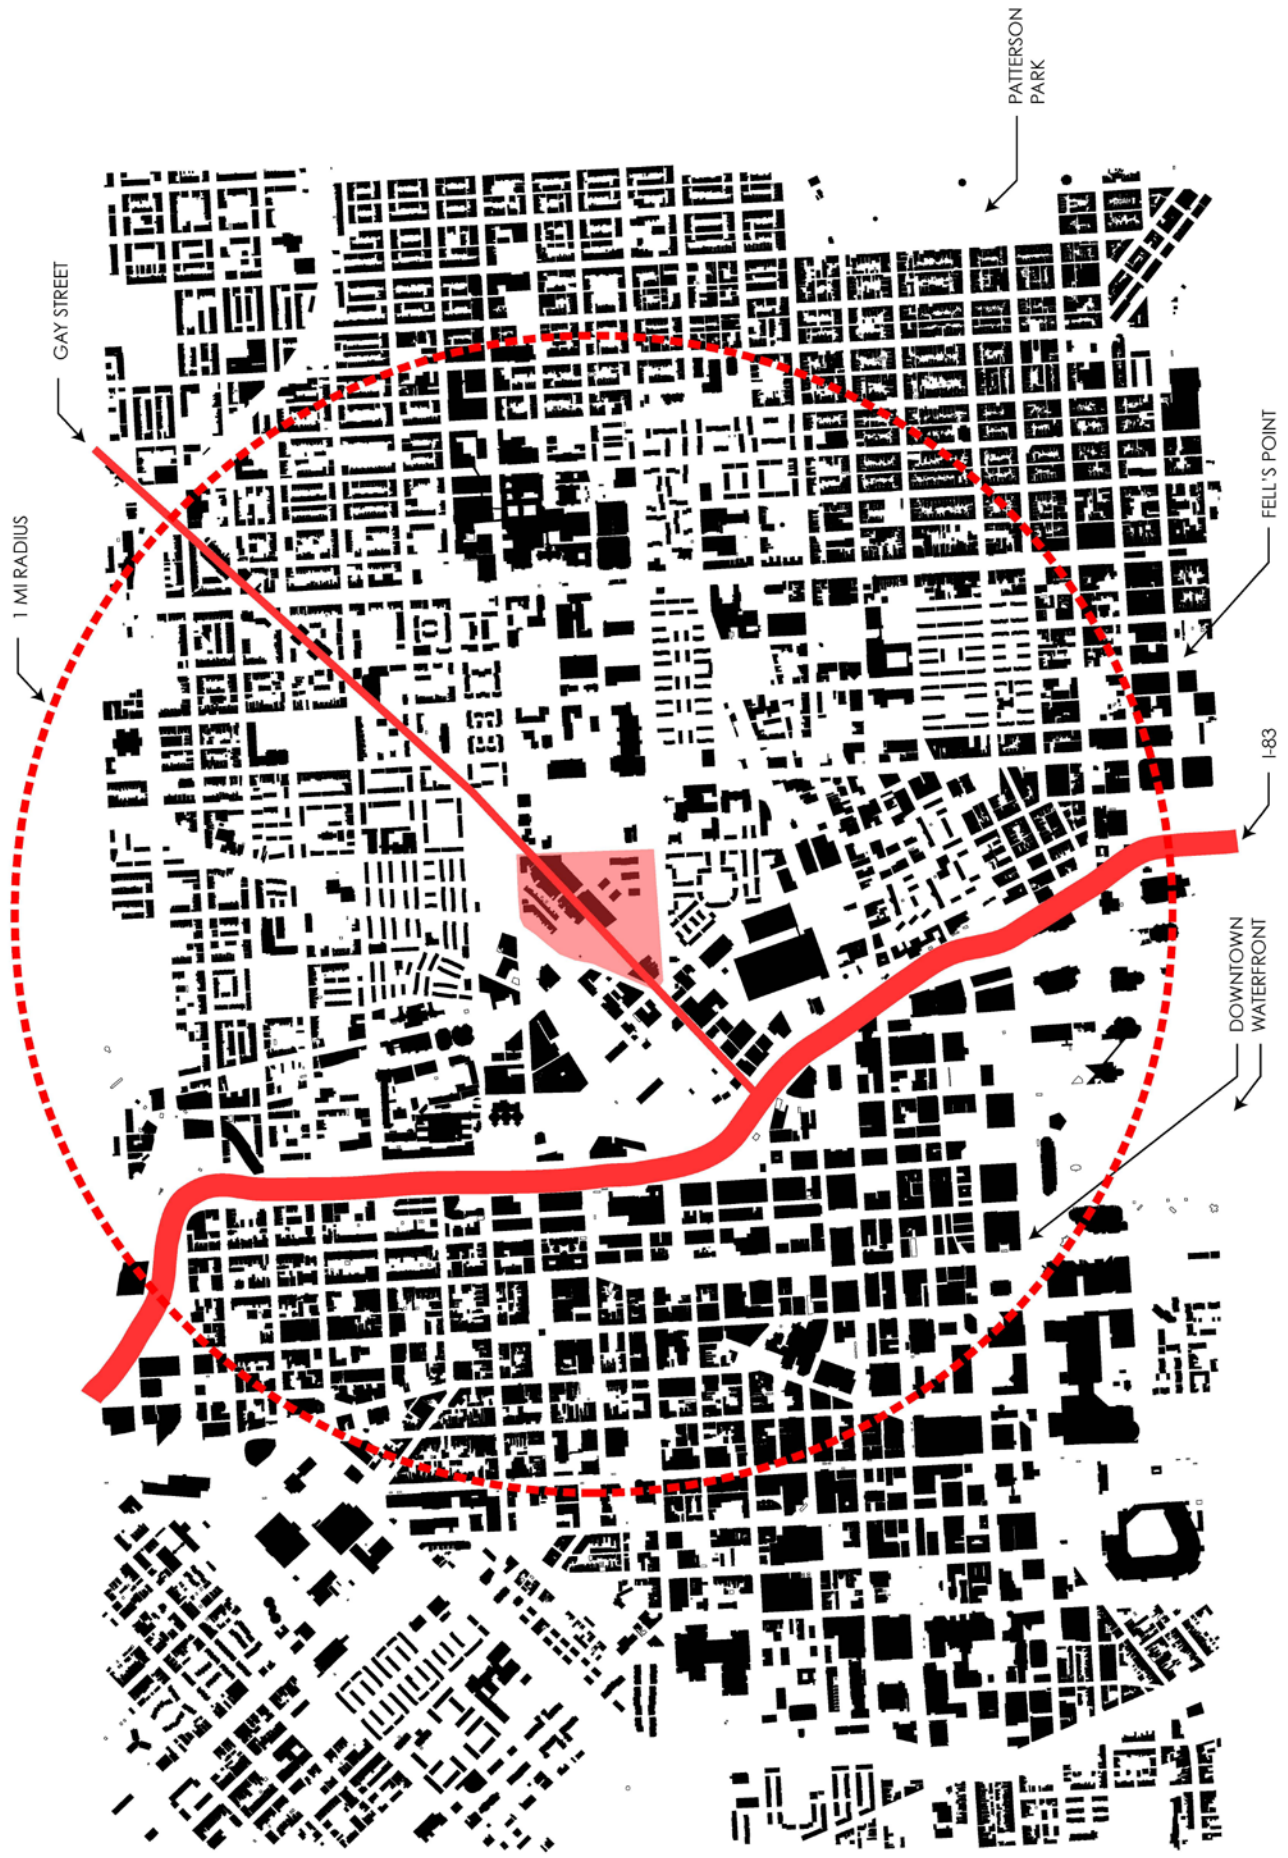 1 MI RADIUS
GAY STREET
PATTERSON
PARK
FELL'S POINT
I-83
DOWNTOWN
WATERFRONT